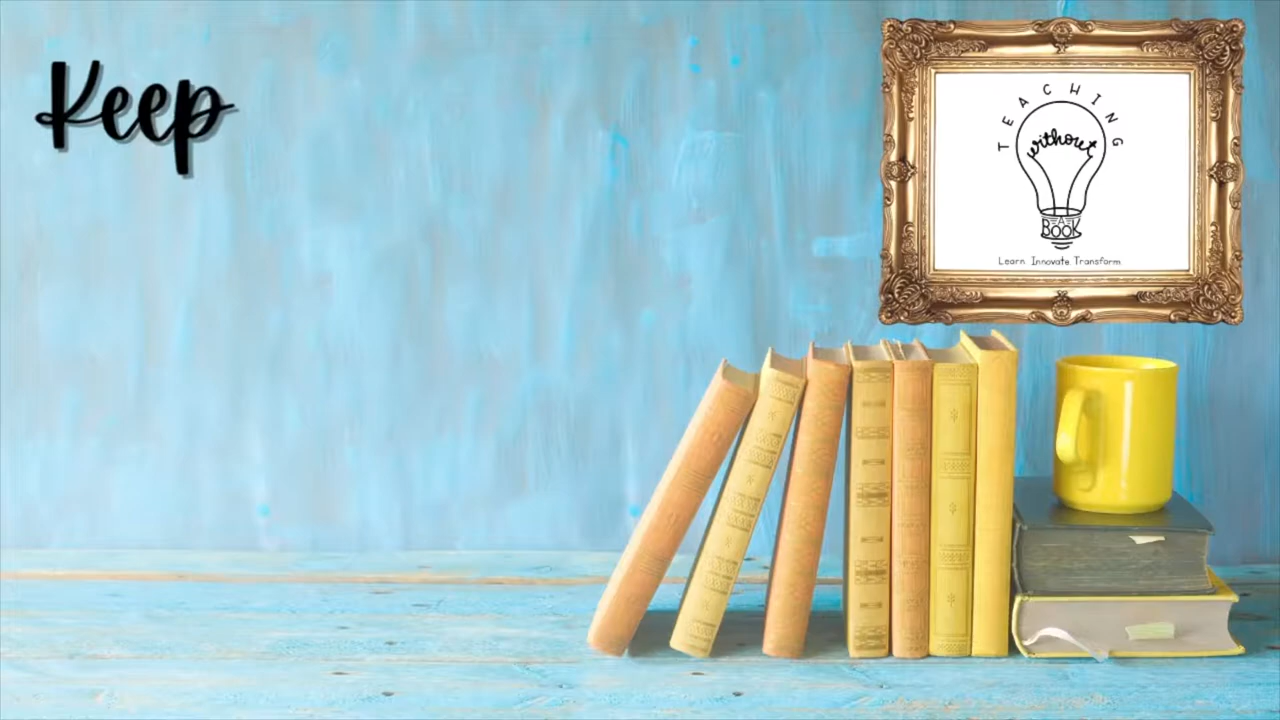 Keep
TEACHING
without
A
BOOK
Learn Innovate Transform